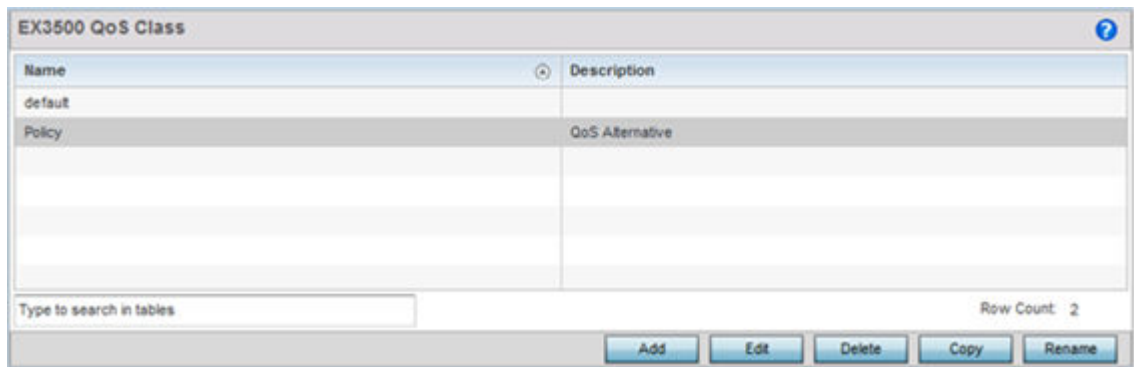 EX3500 QoS Class
?
Name Description
default
Policy QoS Alternative
Type to search in tables Row Count: 2
Add Edit Delete Copy Rename